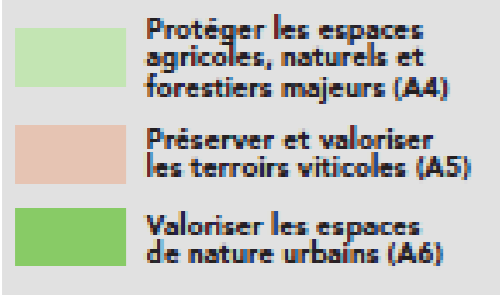 Protéger les espaces
agricoles, naturels et
forestiers majeurs (A4)
Préserver et valoriser
les terroirs viticoles (A5)
Valoriser les espaces
de nature urbains (A6)